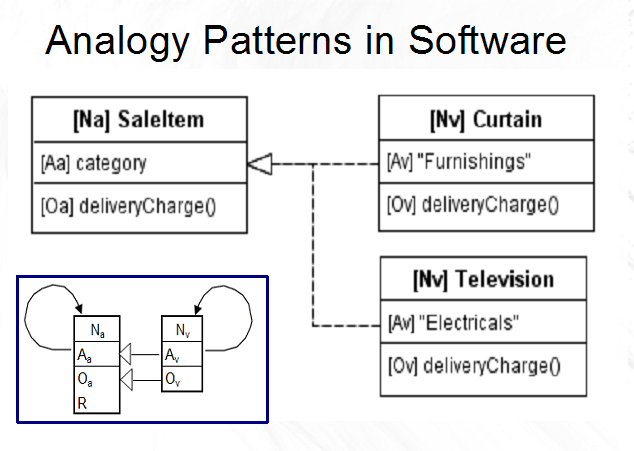 Analogy Patterns in Software
[Na] SaleItem
[Aa] category
[Oa] deliveryCharge()
[Nv] Curtain
[Av] "Furnishings"
[Ov] deliveryCharge()
[Nv] Television
[Av] "Electricals"
[Ov] deliveryCharge()
Na
Aa
Oa
R
Nv
Av
Ov